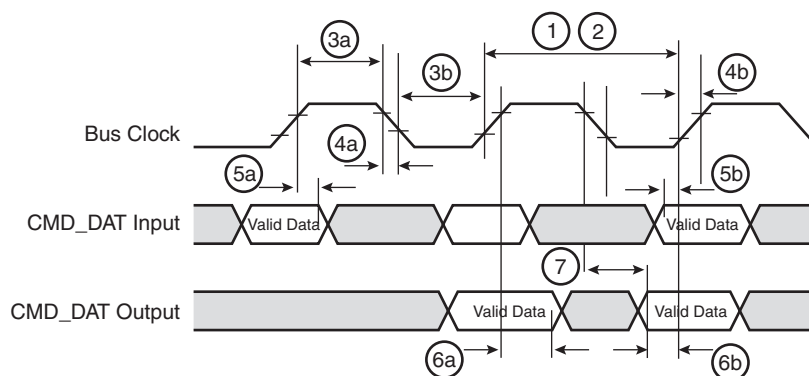 3a
1 2
3b
4b
Bus Clock
4a
5a
5b
CMD_DAT Input
Valid Data
Valid Data
7
CMD_DAT Output
Valid Data
Valid Data
6a
6b